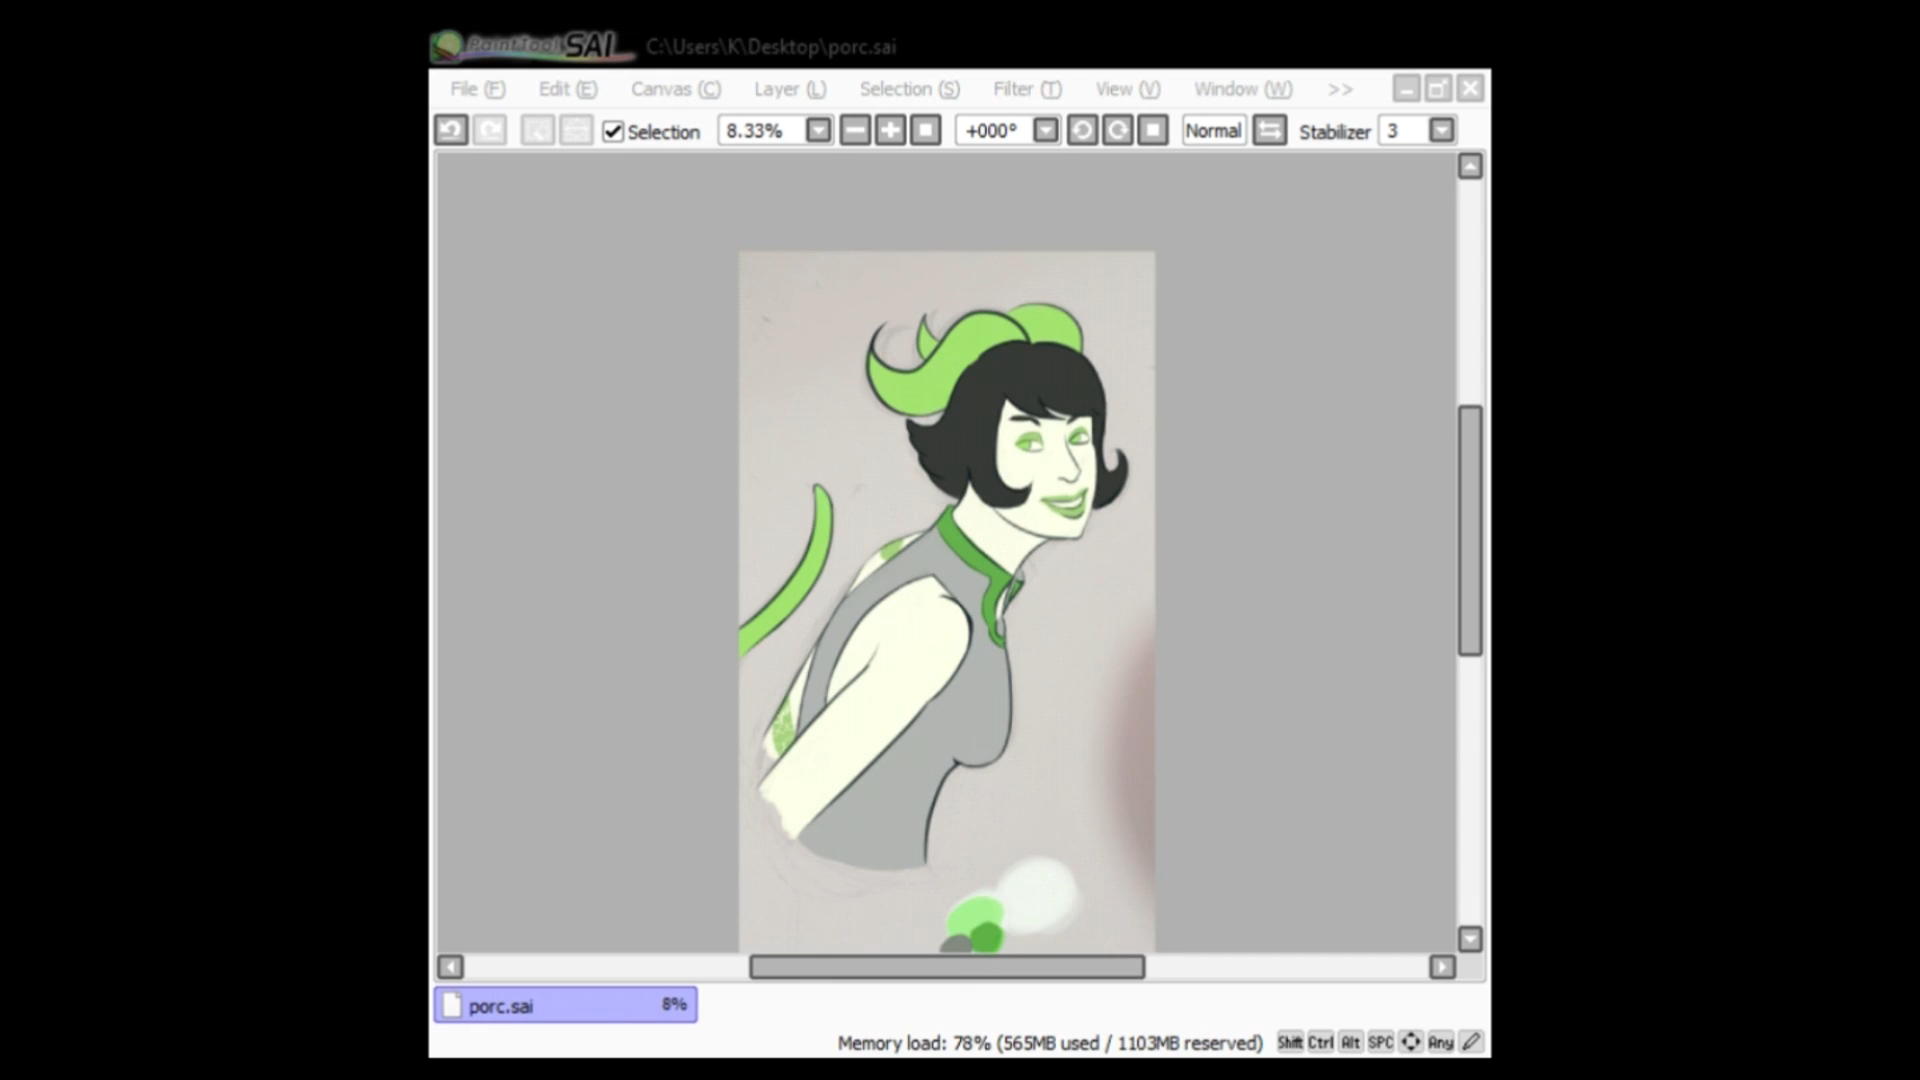 PaintTool SAI C:\Users\K\Desktop\porc.sai
File (F) Edit (E) Canvas (C) Layer (L) Selection (S) Filter (T) View (V) Window (W) >>
Selection 8.33% +000° Normal Stabilizer 3
porc.sai 8%
Memory load: 78% (565MB used / 1103MB reserved) Shift Ctrl Alt SPC Any